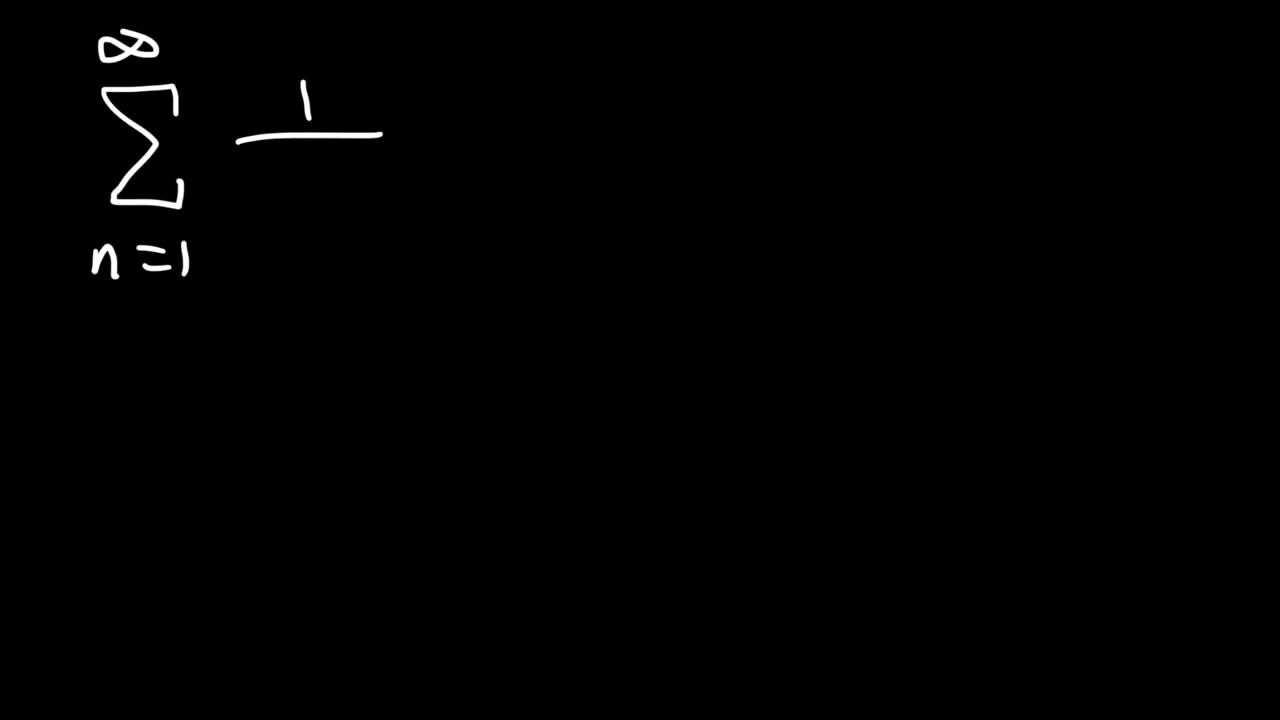 ∞
∑ 1/
n=1